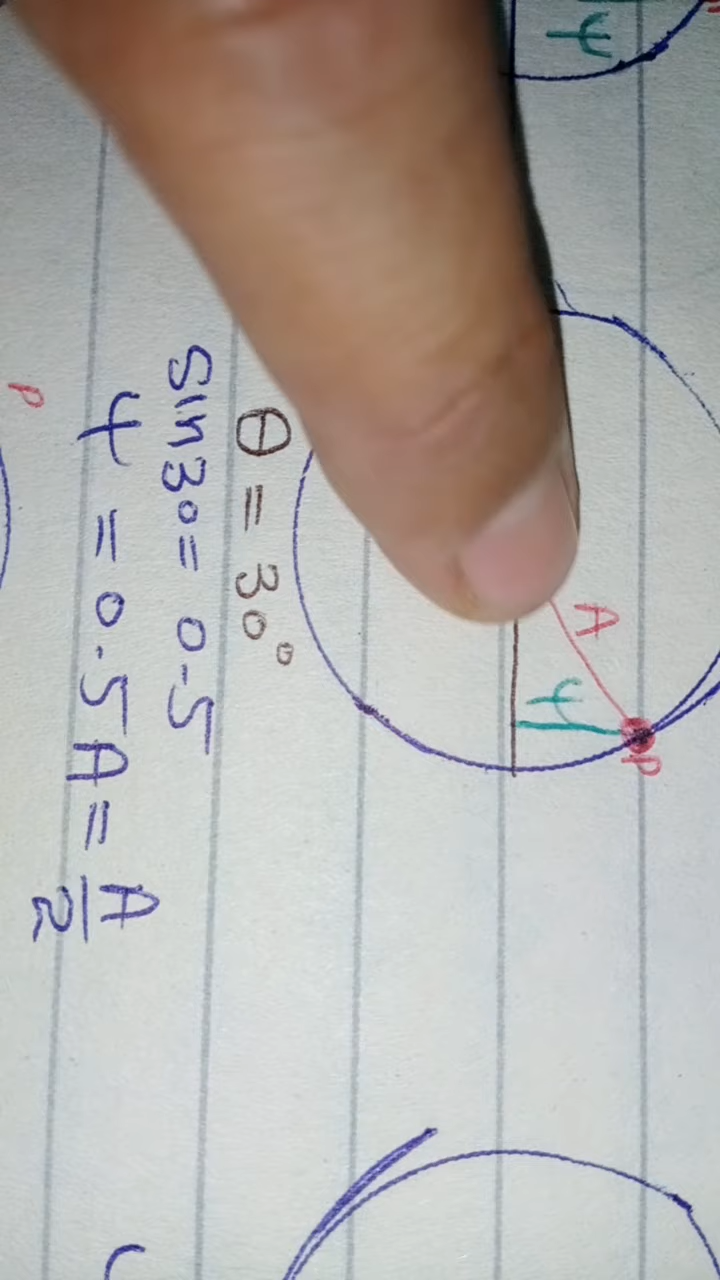 ψ
A
ψ
P
θ = 30°
sin30 = 0.5
ψ = 0.5A = A/2
P